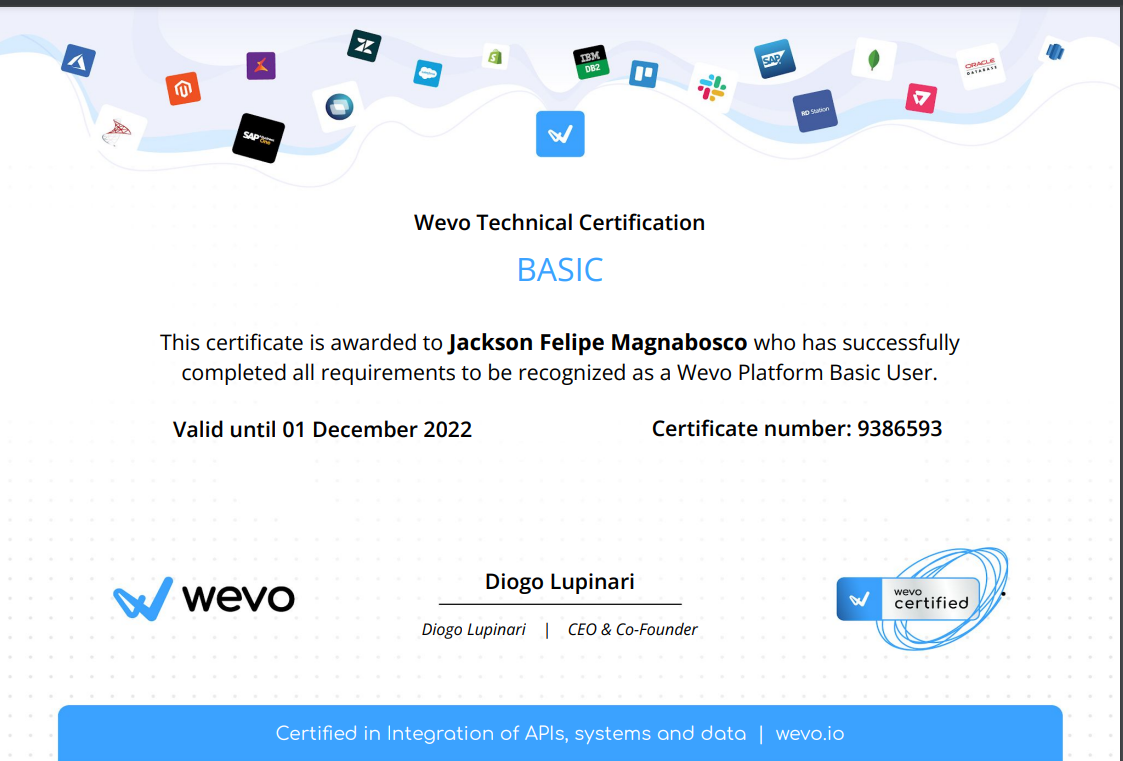 IBM
DB2
SAP
ORACLE
DATABASE
RD Station
SAP Business
One
Wevo Technical Certification
BASIC
This certificate is awarded to Jackson Felipe Magnabosco who has successfully
completed all requirements to be recognized as a Wevo Platform Basic User.
Valid until 01 December 2022
Certificate number: 9386593
Diogo Lupinari
wevo
wevo
certified
Diogo Lupinari | CEO & Co-Founder
Certified in Integration of APIs, systems and data | wevo.io